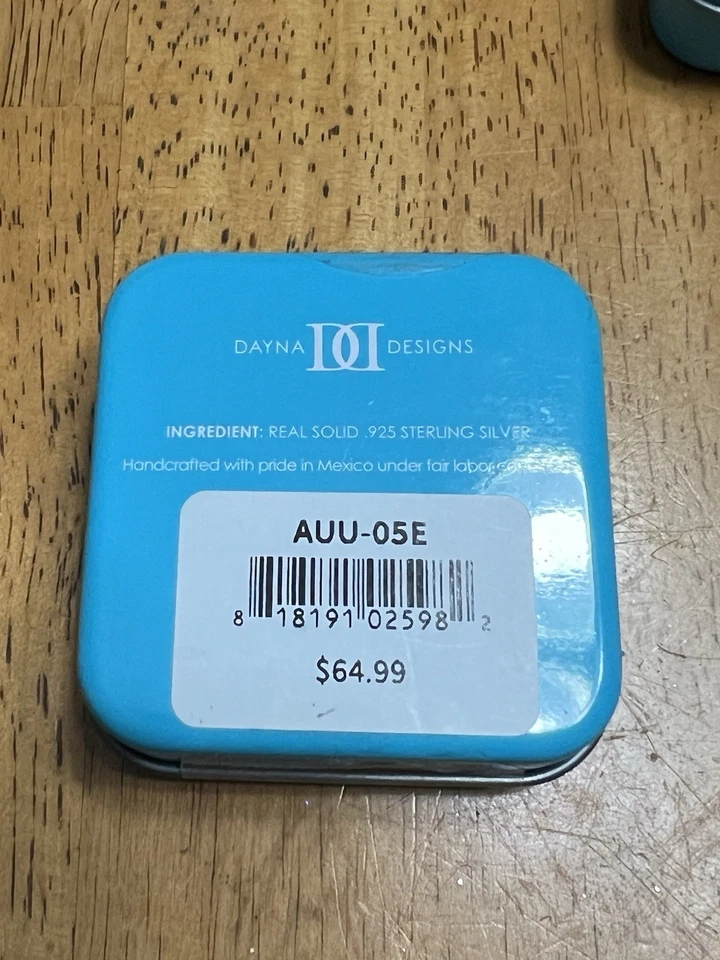 DAYNA DD DESIGNS
INGREDIENT: REAL SOLID .925 STERLING SILVER
Handcrafted with pride in Mexico under fair labor
AUU-05E
8 18191 02598 2
$64.99